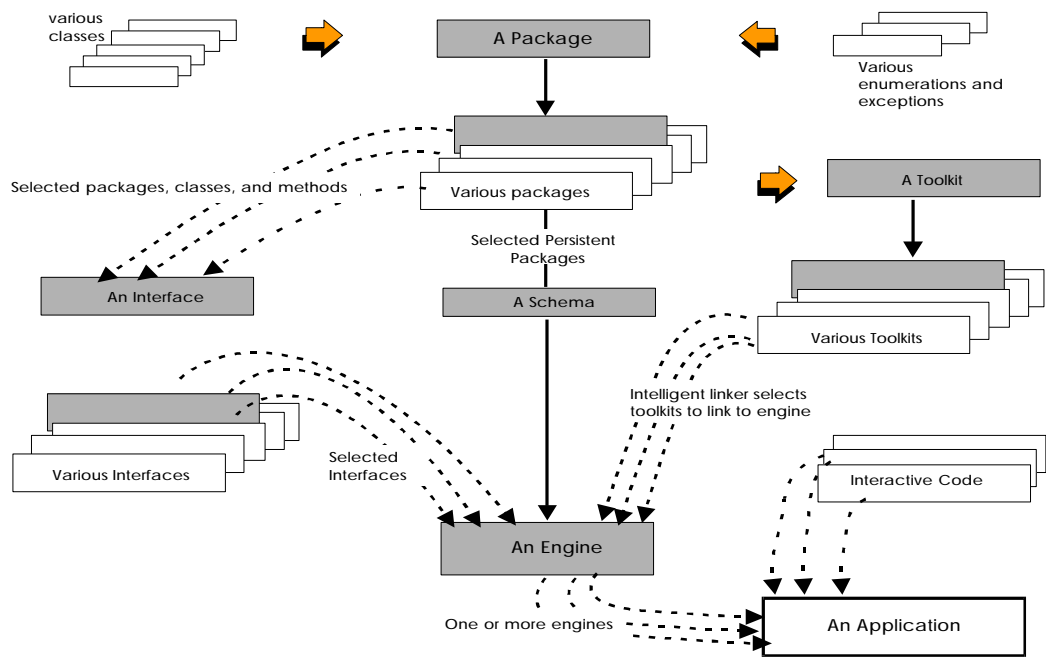 various
classes
A Package
Various
enumerations and
exceptions
Selected packages, classes, and methods
Various packages
A Toolkit
Selected Persistent
Packages
An Interface
A Schema
Various Toolkits
Intelligent linker selects
toolkits to link to engine
Various Interfaces
Selected
Interfaces
Interactive Code
An Engine
One or more engines
An Application